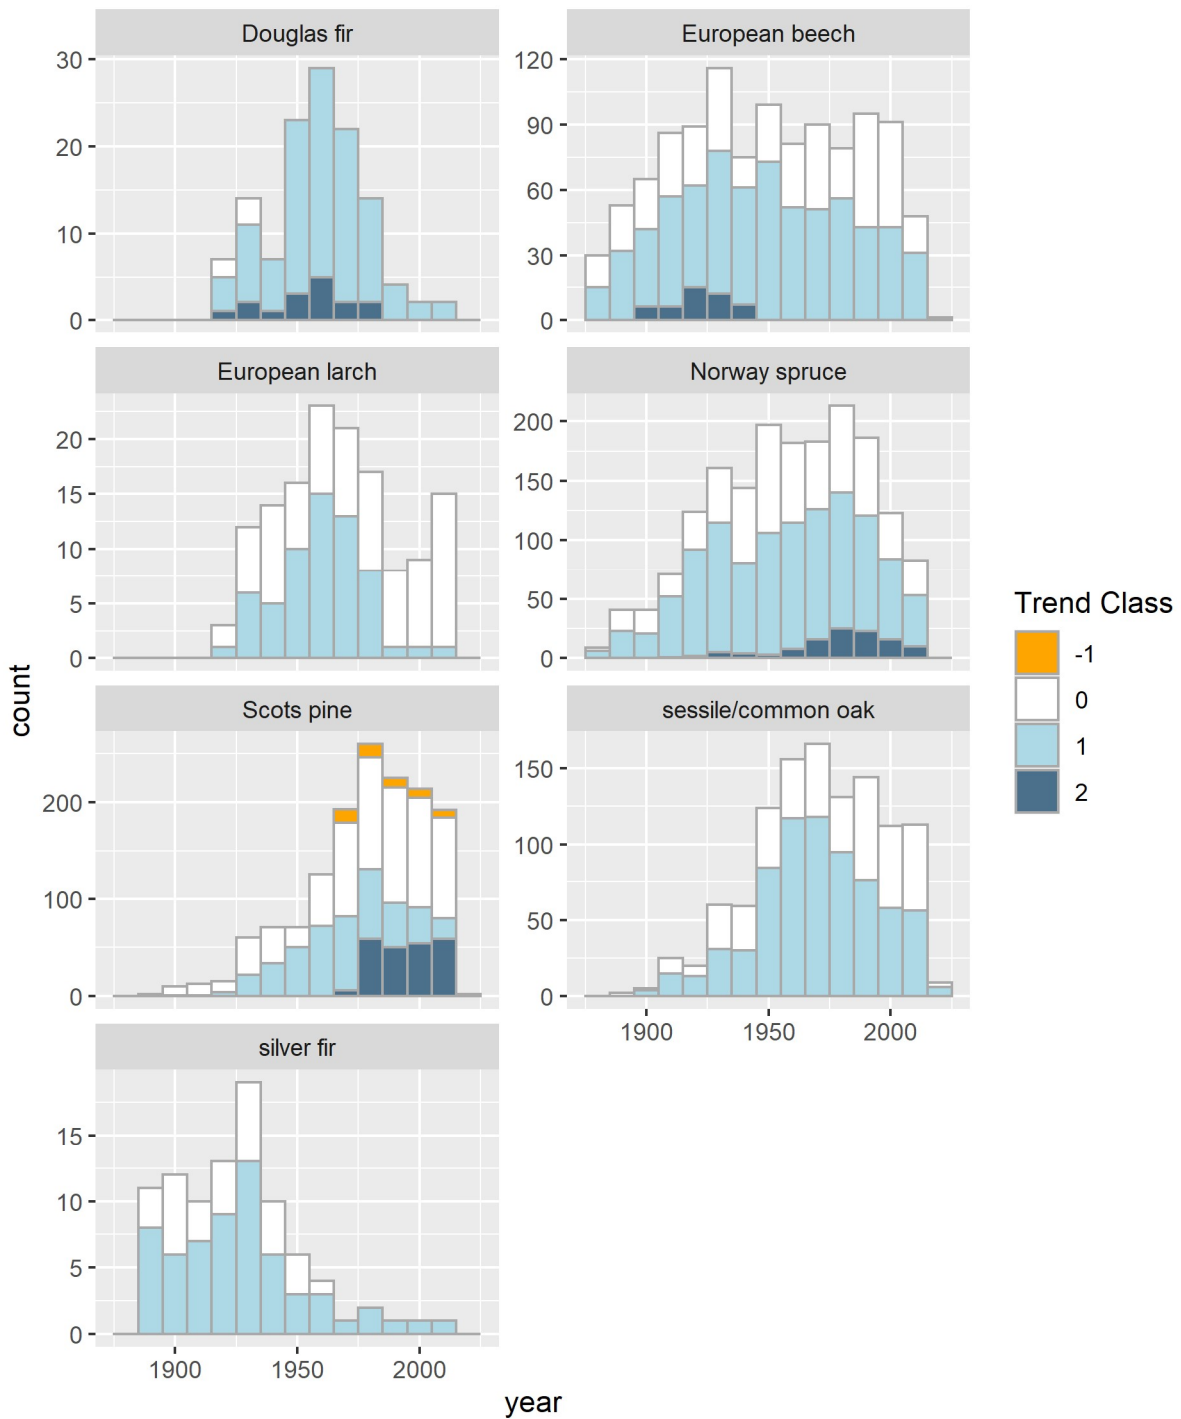 Douglas fir
30
20
10
0
European beech
120
90
60
30
0
European larch
20
15
10
5
0
Norway spruce
200
150
100
50
0
Scots pine
200
100
0
sessile/common oak
150
100
50
0
1900 1950 2000
silver fir
15
10
5
0
1900 1950 2000
count
year
Trend Class
-1
0
1
2